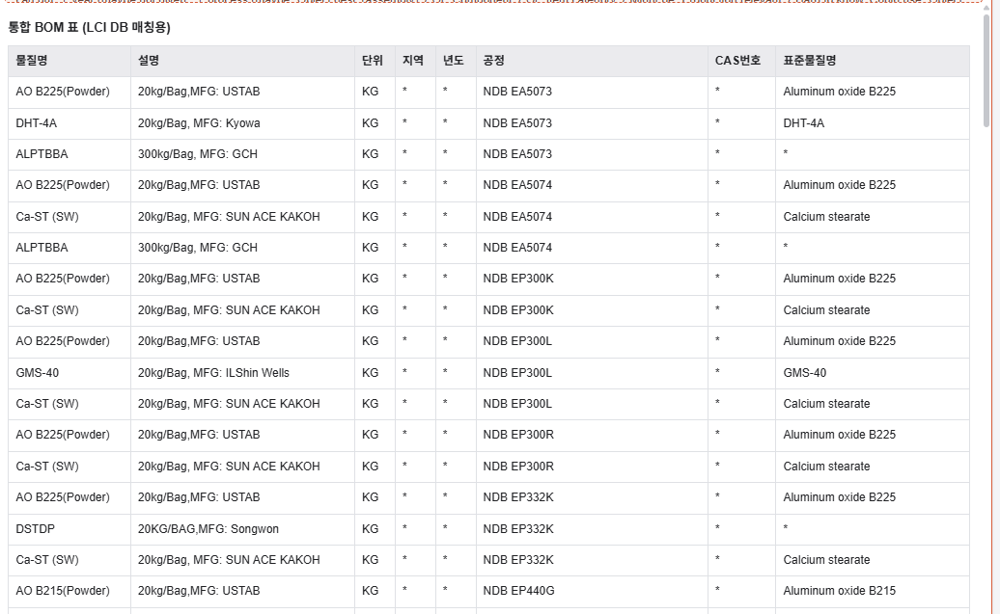 통합 BOM 표 (LCI DB 매칭용)
물질명 설명 단위 지역 년도 공정 CAS번호 표준물질명
AO B225(Powder) 20kg/Bag,MFG: USTAB KG * * NDB EA5073 * Aluminum oxide B225
DHT-4A 20kg/Bag, MFG: Kyowa KG * * NDB EA5073 * DHT-4A
ALPTBBA 300kg/Bag, MFG: GCH KG * * NDB EA5073 * *
AO B225(Powder) 20kg/Bag,MFG: USTAB KG * * NDB EA5074 * Aluminum oxide B225
Ca-ST (SW) 20kg/Bag, MFG: SUN ACE KAKOH KG * * NDB EA5074 * Calcium stearate
ALPTBBA 300kg/Bag, MFG: GCH KG * * NDB EA5074 * *
AO B225(Powder) 20kg/Bag,MFG: USTAB KG * * NDB EP300K * Aluminum oxide B225
Ca-ST (SW) 20kg/Bag, MFG: SUN ACE KAKOH KG * * NDB EP300K * Calcium stearate
AO B225(Powder) 20kg/Bag,MFG: USTAB KG * * NDB EP300L * Aluminum oxide B225
GMS-40 20kg/Bag, MFG: ILShin Wells KG * * NDB EP300L * GMS-40
Ca-ST (SW) 20kg/Bag, MFG: SUN ACE KAKOH KG * * NDB EP300L * Calcium stearate
AO B225(Powder) 20kg/Bag,MFG: USTAB KG * * NDB EP300R * Aluminum oxide B225
Ca-ST (SW) 20kg/Bag, MFG: SUN ACE KAKOH KG * * NDB EP300R * Calcium stearate
AO B225(Powder) 20kg/Bag,MFG: USTAB KG * * NDB EP332K * Aluminum oxide B225
DSTDP 20KG/BAG,MFG: Songwon KG * * NDB EP332K * *
Ca-ST (SW) 20kg/Bag, MFG: SUN ACE KAKOH KG * * NDB EP332K * Calcium stearate
AO B215(Powder) 20kg/Bag,MFG: USTAB KG * * NDB EP440G * Aluminum oxide B215